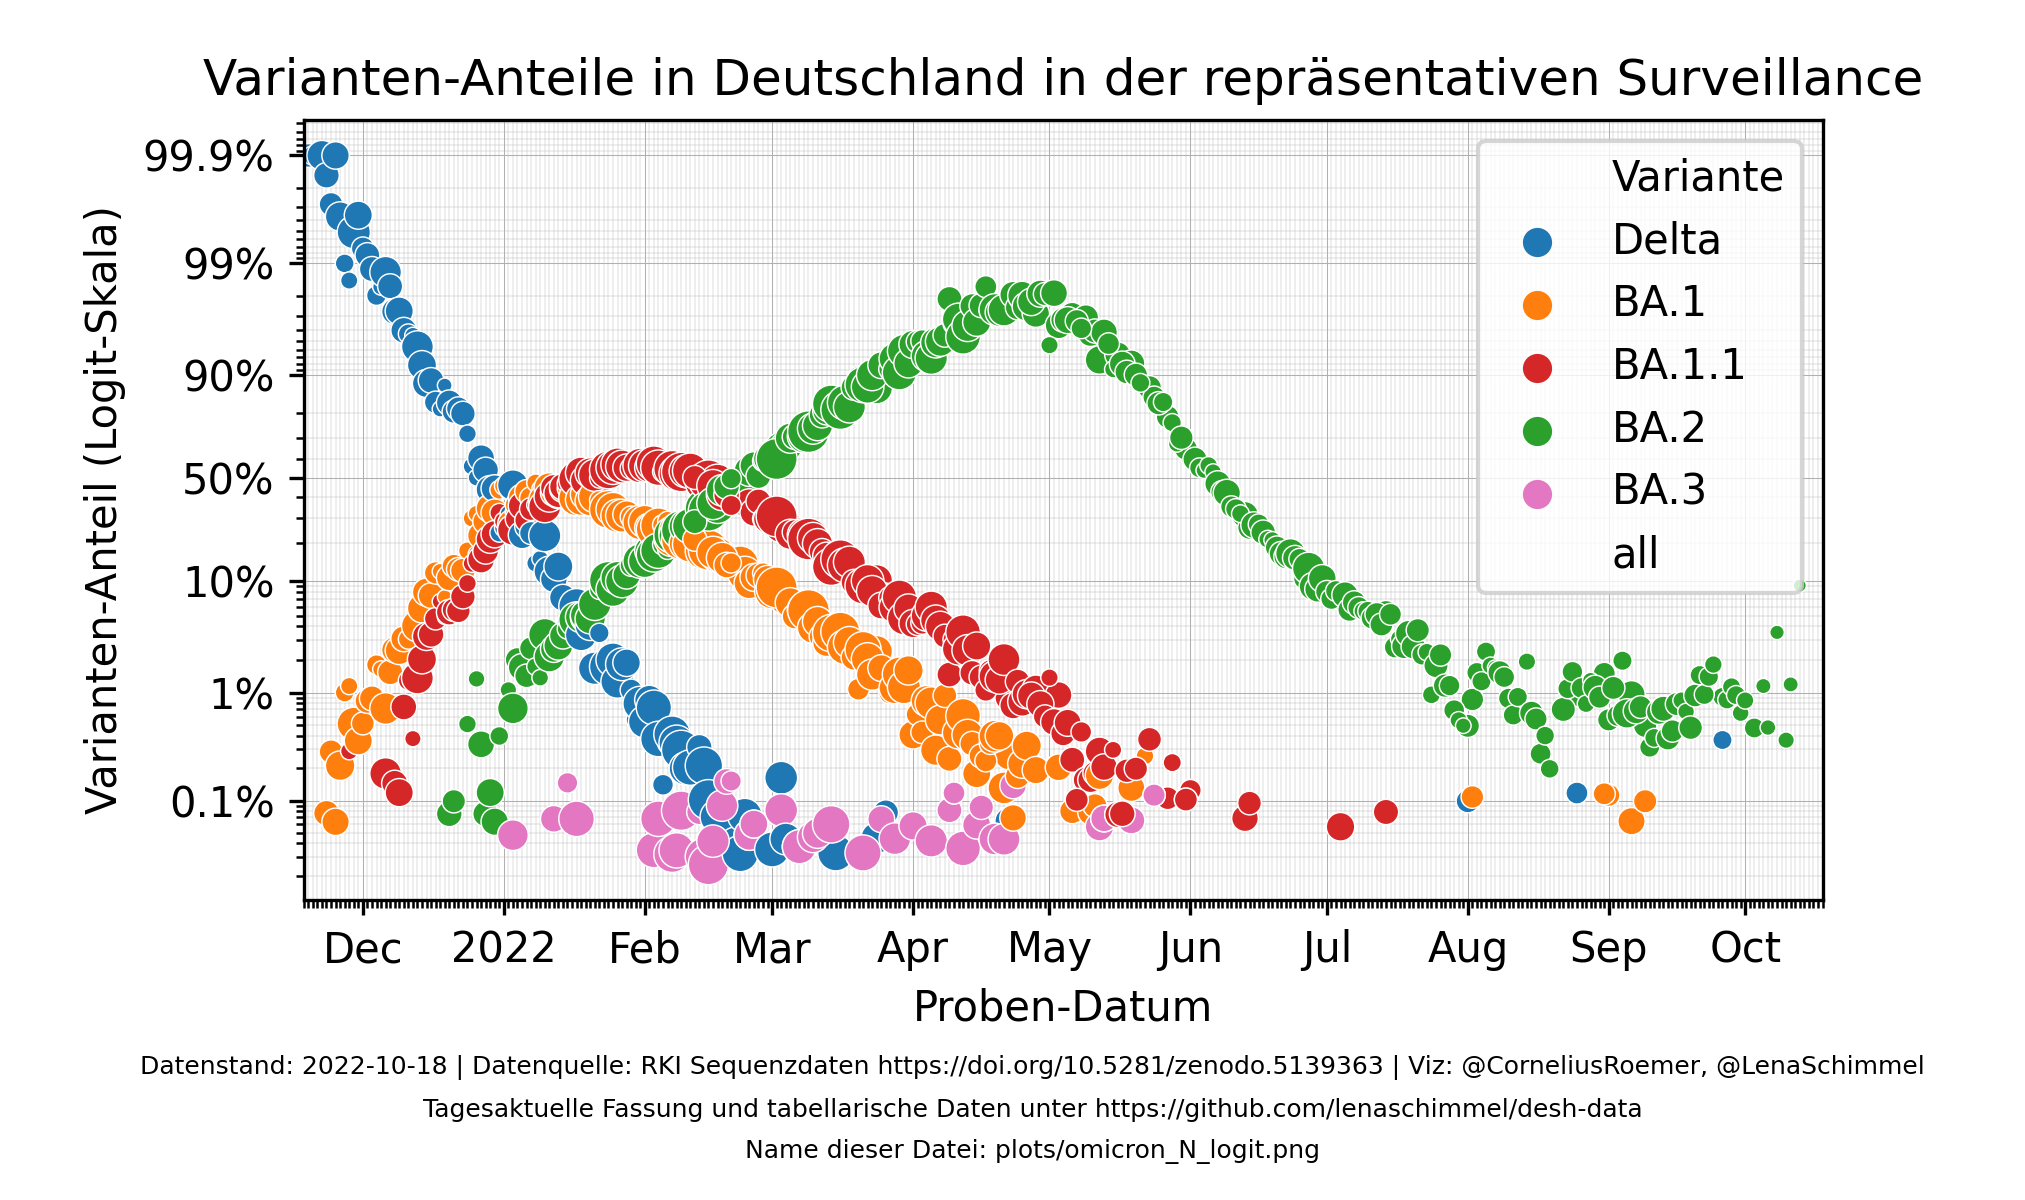 Varianten-Anteile in Deutschland in der repräsentativen Surveillance
Varianten-Anteil (Logit-Skala)
99.9%
99%
90%
50%
10%
1%
0.1%
Variante
Delta
BA.1
BA.1.1
BA.2
BA.3
all
Dec 2022 Feb Mar Apr May Jun Jul Aug Sep Oct
Proben-Datum
Datenstand: 2022-10-18 | Datenquelle: RKI Sequenzdaten https://doi.org/10.5281/zenodo.5139363 | Viz: @CorneliusRoemer, @LenaSchimmel
Tagesaktuelle Fassung und tabellarische Daten unter https://github.com/lenaschimmel/desh-data
Name dieser Datei: plots/omicron_N_logit.png